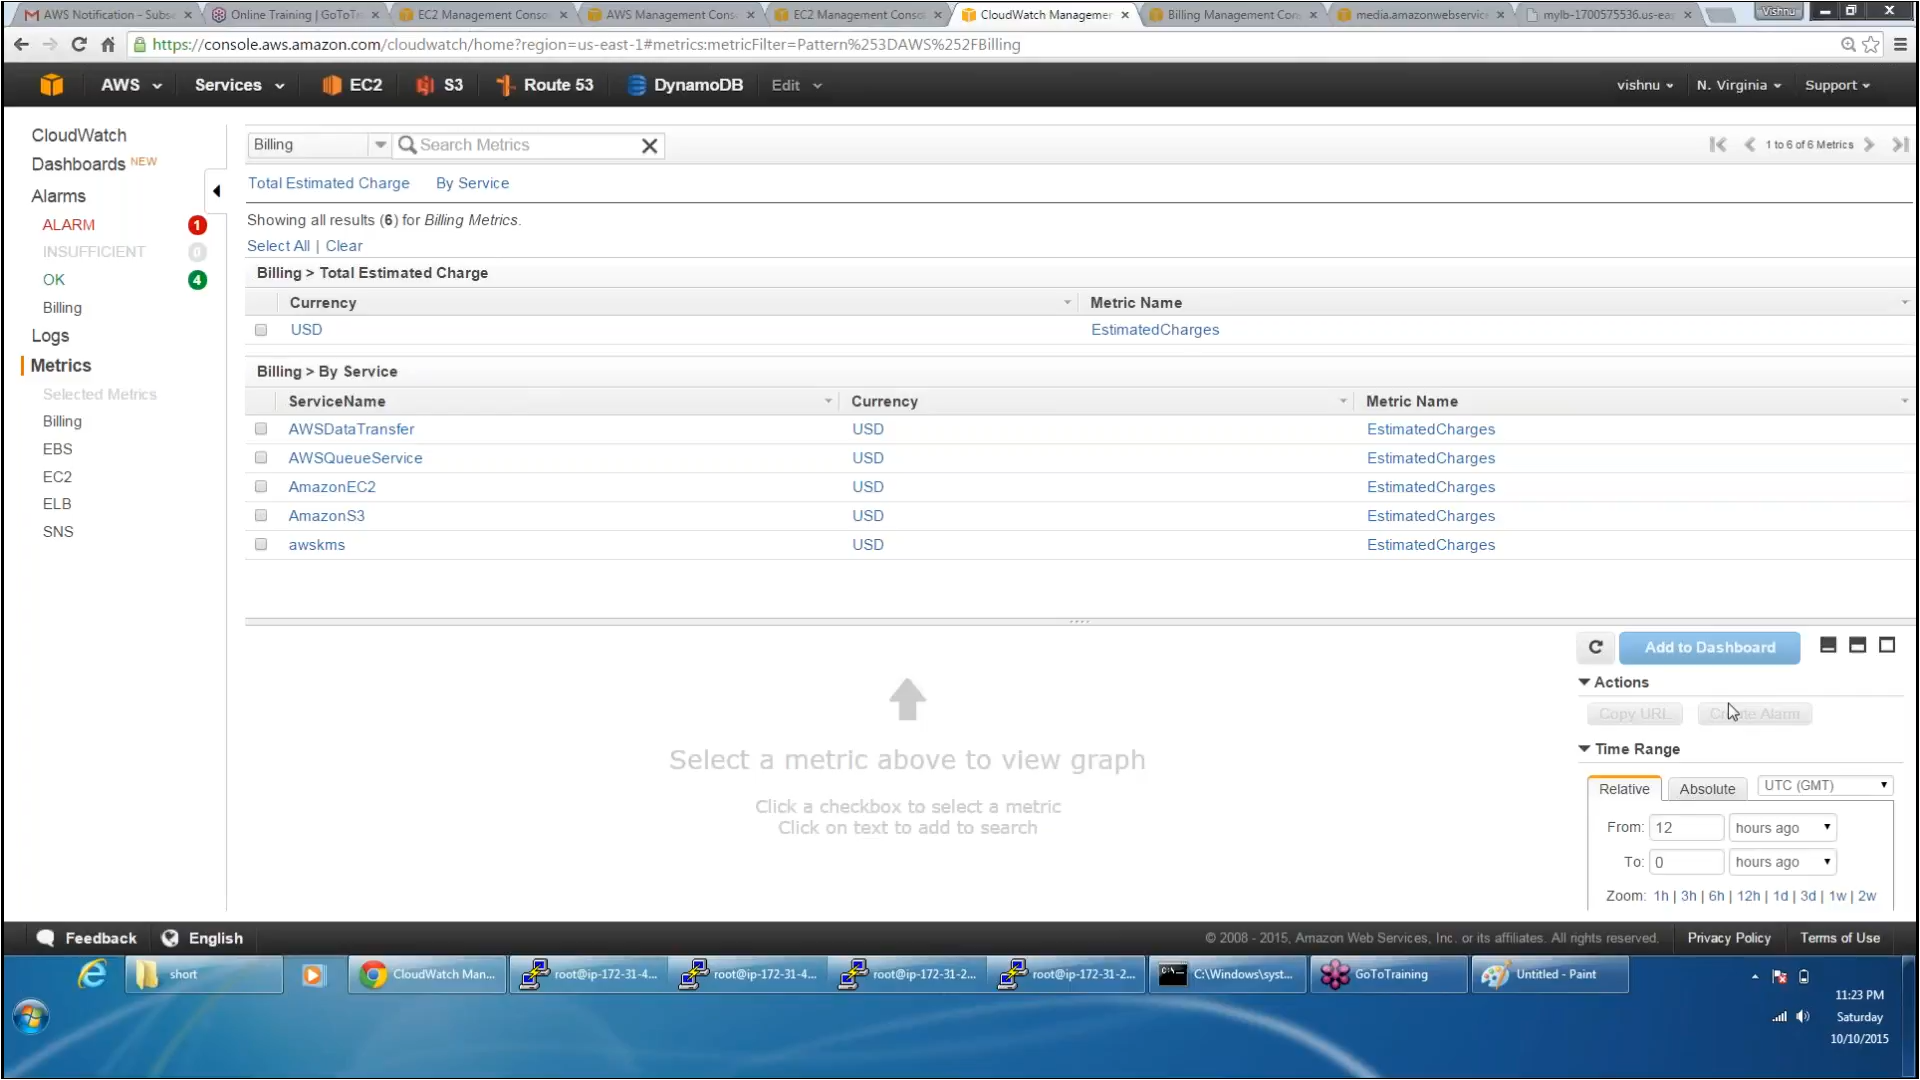 AWS Notification - Subs
Online Training | GoToT
EC2 Management Conso
AWS Management Cons
EC2 Management Consol
CloudWatch Managemen
Billing Management Con
media.amazonwebservice
mylb-1700575536.us-ea
Vishnu
https://console.aws.amazon.com/cloudwatch/home?region=us-east-1#metrics:metricFilter=Pattern%253DAWS%252FBilling
AWS
Services
EC2
S3
Route 53
DynamoDB
Edit
vishnu
N. Virginia
Support
CloudWatch
Dashboards NEW
Alarms
ALARM 1
INSUFFICIENT 0
OK 4
Billing
Logs
Metrics
Selected Metrics
Billing
EBS
EC2
ELB
SNS
Billing
Search Metrics
1 to 6 of 6 Metrics
Total Estimated Charge By Service
Showing all results (6) for Billing Metrics.
Select All | Clear
Billing > Total Estimated Charge
Currency Metric Name
USD EstimatedCharges
Billing > By Service
ServiceName Currency Metric Name
AWSDataTransfer USD EstimatedCharges
AWSQueueService USD EstimatedCharges
AmazonEC2 USD EstimatedCharges
AmazonS3 USD EstimatedCharges
awskms USD EstimatedCharges
Select a metric above to view graph
Click a checkbox to select a metric
Click on text to add to search
Add to Dashboard
Actions
Copy URL Create Alarm
Time Range
Relative Absolute UTC (GMT)
From: 12 hours ago
To: 0 hours ago
Zoom: 1h | 3h | 6h | 12h | 1d | 3d | 1w | 2w
Feedback English
© 2008 - 2015, Amazon Web Services, Inc. or its affiliates. All rights reserved. Privacy Policy Terms of Use
short
CloudWatch Man...
root@ip-172-31-4...
root@ip-172-31-4...
root@ip-172-31-2...
root@ip-172-31-2...
C:\Windows\syst...
GoToTraining
Untitled - Paint
11:23 PM
Saturday
10/10/2015